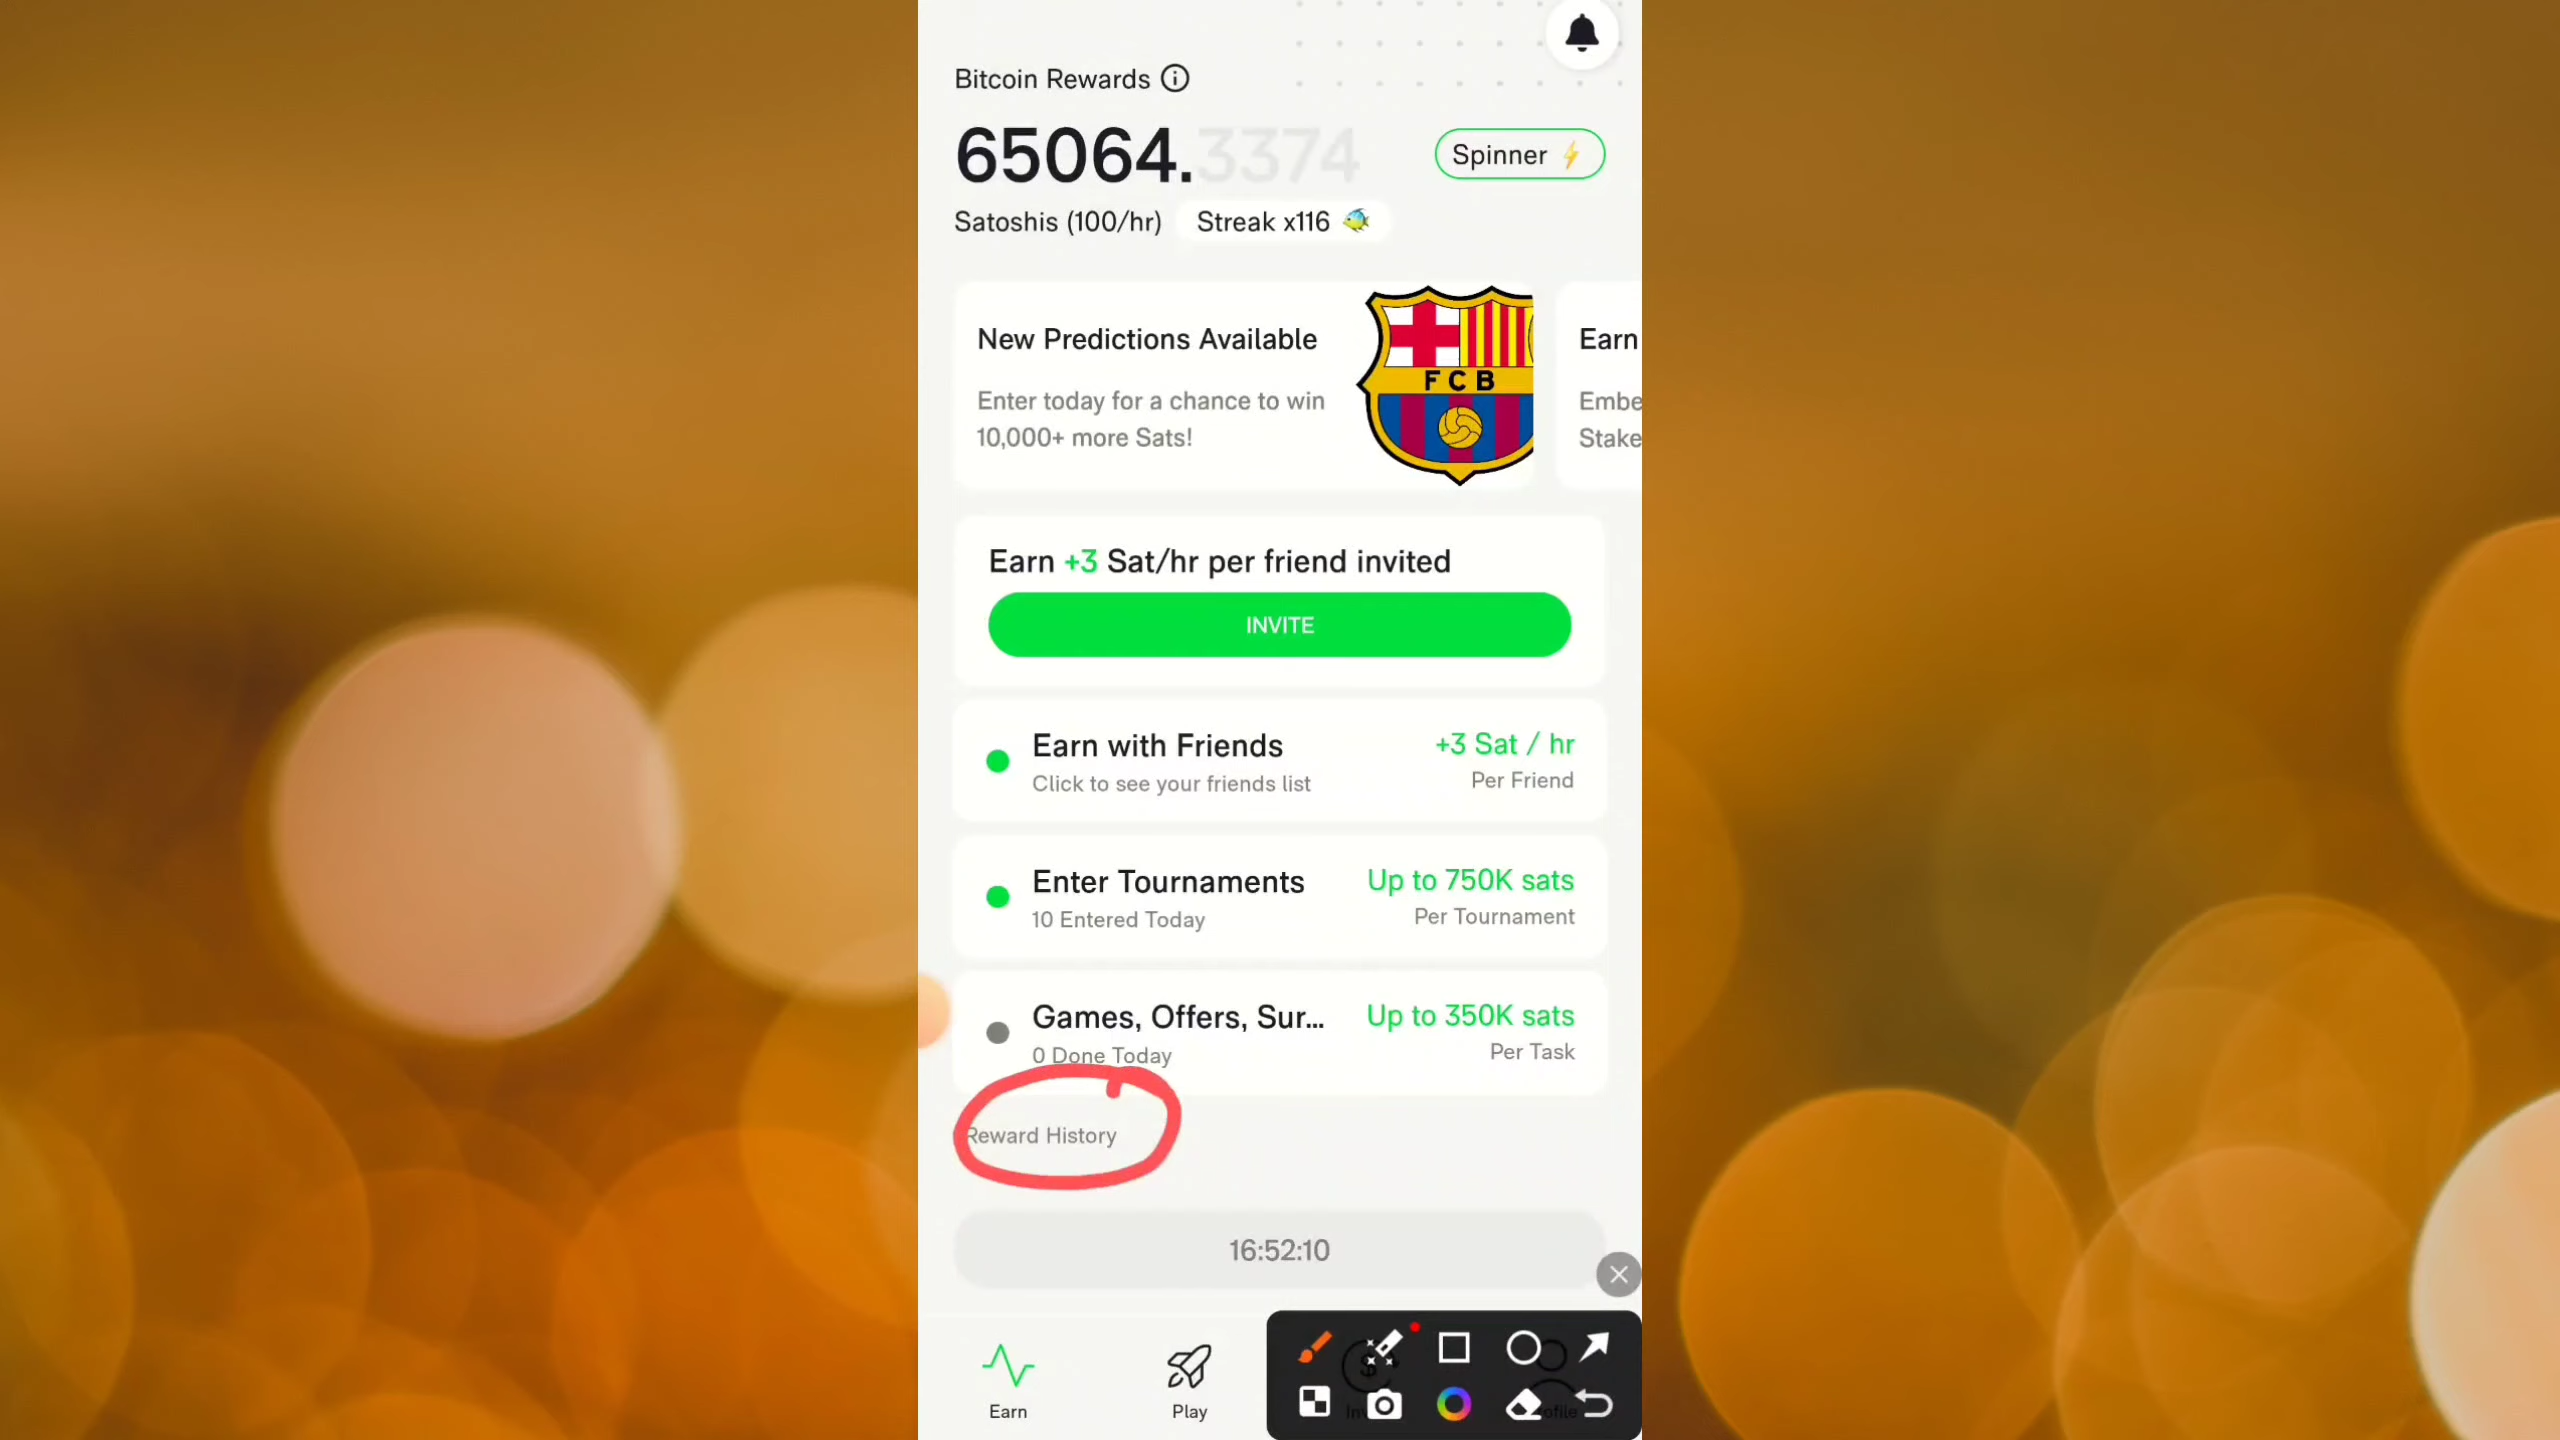 Bitcoin Rewards
65064.3374
Spinner
Satoshis (100/hr)
Streak x116
New Predictions Available
Enter today for a chance to win
10,000+ more Sats!
FCB
Earn
Embe
Stake
Earn +3 Sat/hr per friend invited
INVITE
Earn with Friends
+3 Sat / hr
Click to see your friends list
Per Friend
Enter Tournaments
Up to 750K sats
10 Entered Today
Per Tournament
Games, Offers, Sur...
Up to 350K sats
0 Done Today
Per Task
Reward History
16:52:10
Earn
Play